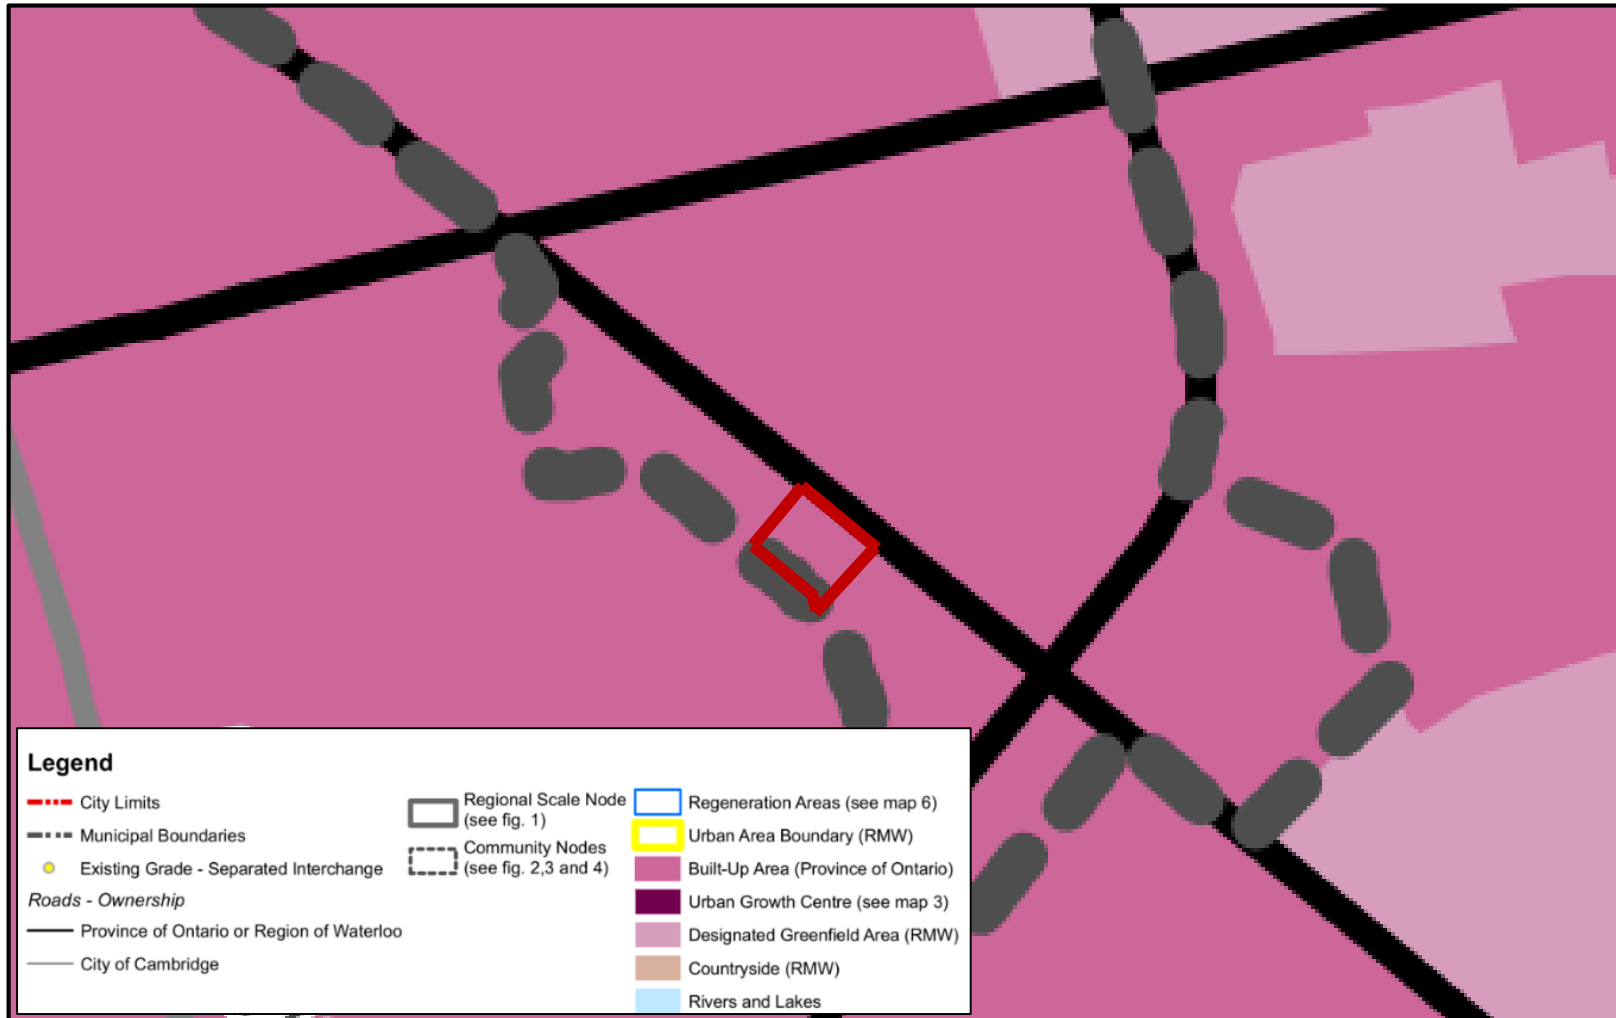 Legend
City Limits
Municipal Boundaries
Existing Grade - Separated Interchange
Roads - Ownership
Province of Ontario or Region of Waterloo
City of Cambridge
Regional Scale Node
(see fig. 1)
Community Nodes
(see fig. 2,3 and 4)
Regeneration Areas (see map 6)
Urban Area Boundary (RMW)
Built-Up Area (Province of Ontario)
Urban Growth Centre (see map 3)
Designated Greenfield Area (RMW)
Countryside (RMW)
Rivers and Lakes